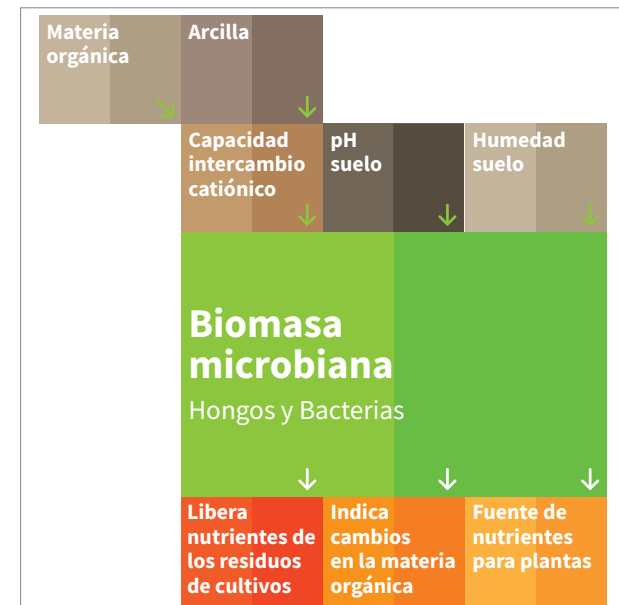 Materia
orgánica
Arcilla
Capacidad
intercambio
catiónico
pH
suelo
Humedad
suelo
Biomasa
microbiana
Hongos y Bacterias
Libera
nutrientes de
los residuos
de cultivos
Indica
cambios
en la materia
orgánica
Fuente de
nutrientes
para plantas